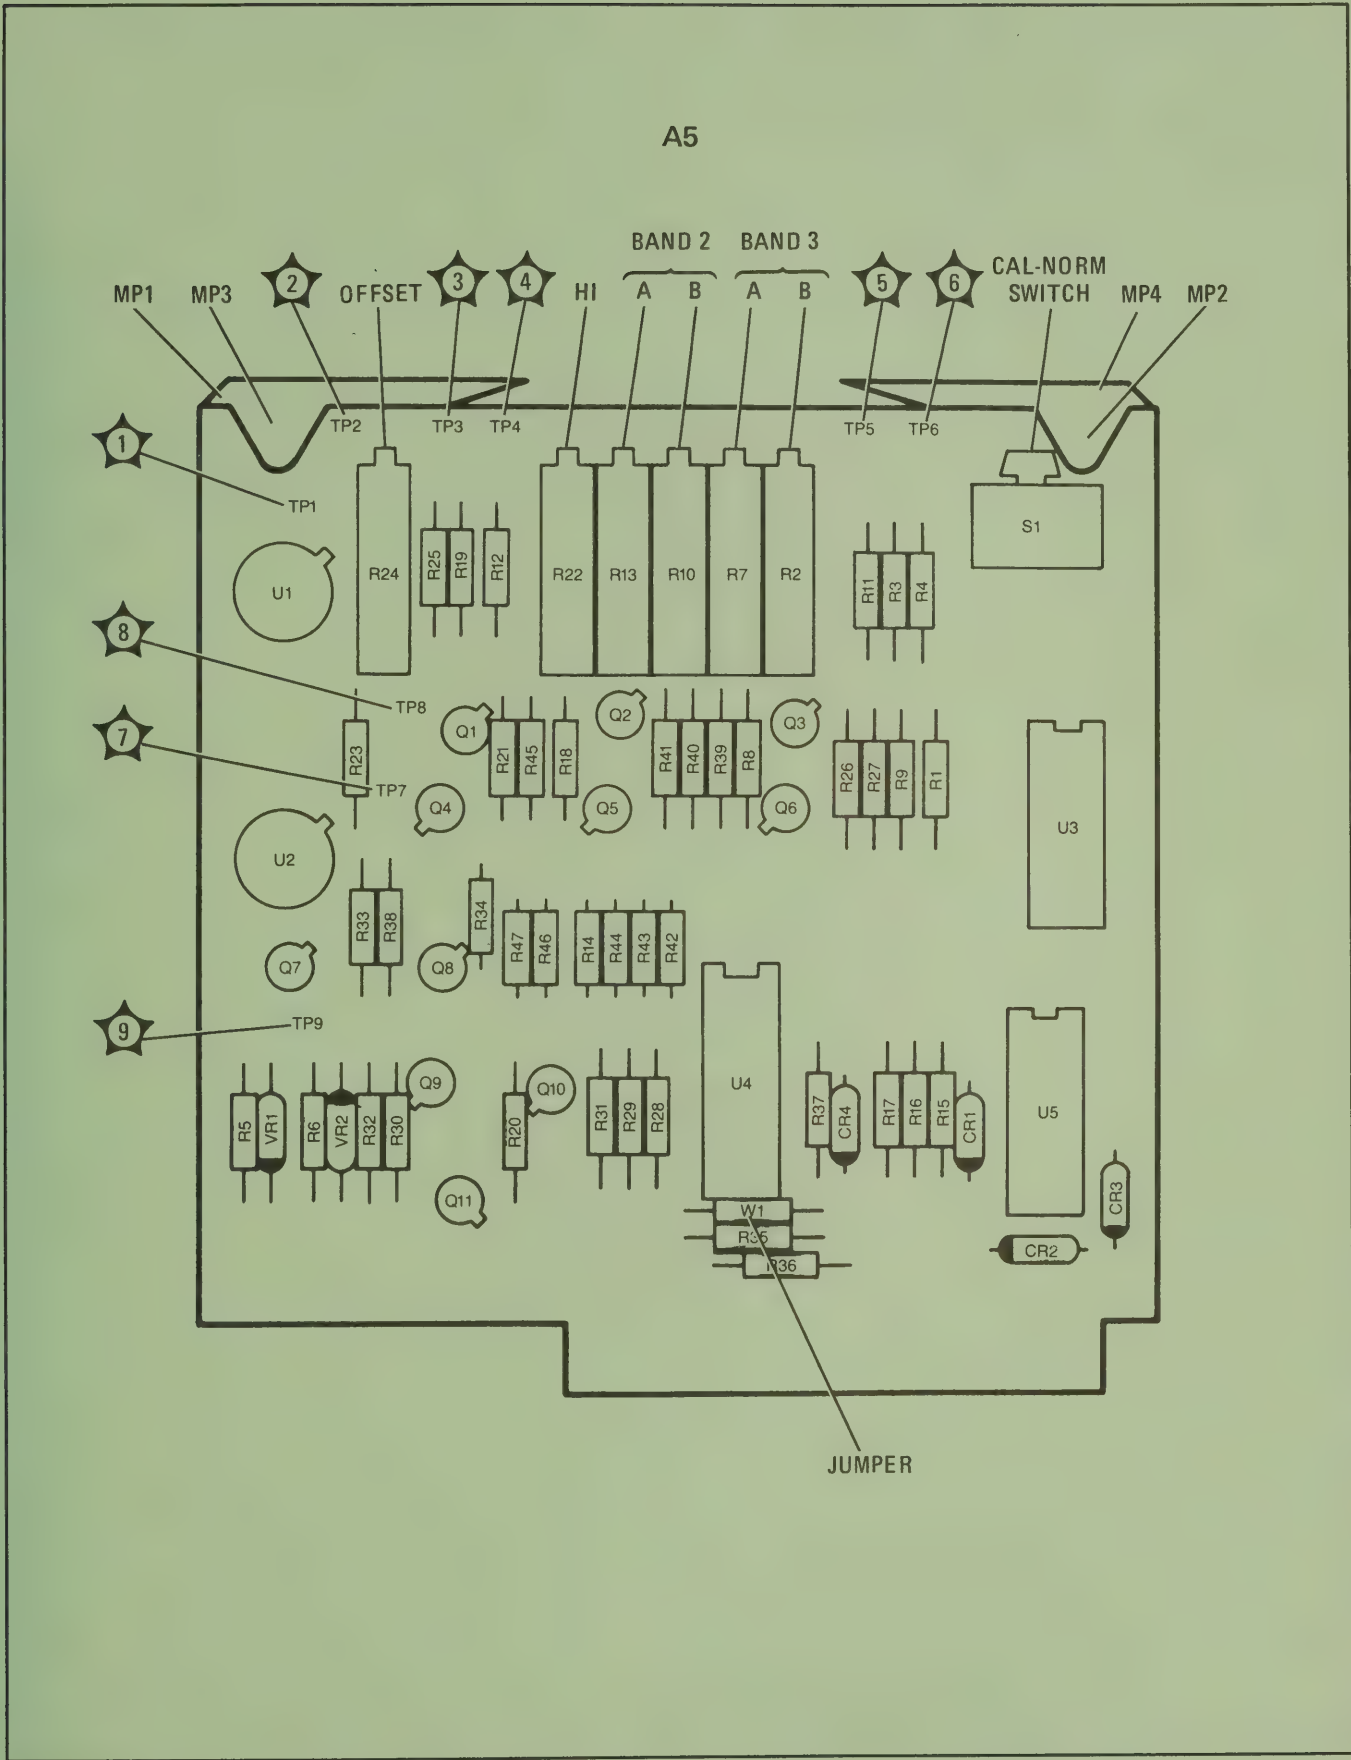 A5
BAND 2 BAND 3
2 OFFSET 3 4 HI A B A B 5 6 CAL-NORM SWITCH
MP1 MP3 MP4 MP2
1
TP2 TP3 TP4 TP5 TP6
TP1
S1
U1 R24 R25 R19 R12 R22 R13 R10 R7 R2 R11 R3 R4
8
TP8
7
Q1 Q2 Q3
R23 R21 R45 R18 R41 R40 R39 R8 R26 R27 R9 R1
TP7
Q4 Q5 Q6
U3
U2
R33 R38 R34 R47 R46 R14 R44 R43 R42
Q7 Q8
9
TP9
Q9 Q10 U4 U5
R5 VR1 R6 VR2 R32 R30 R20 R31 R29 R28 R37 CR4 R17 R16 R15 CR1
Q11
W1
CR3
R35
CR2
R36
JUMPER